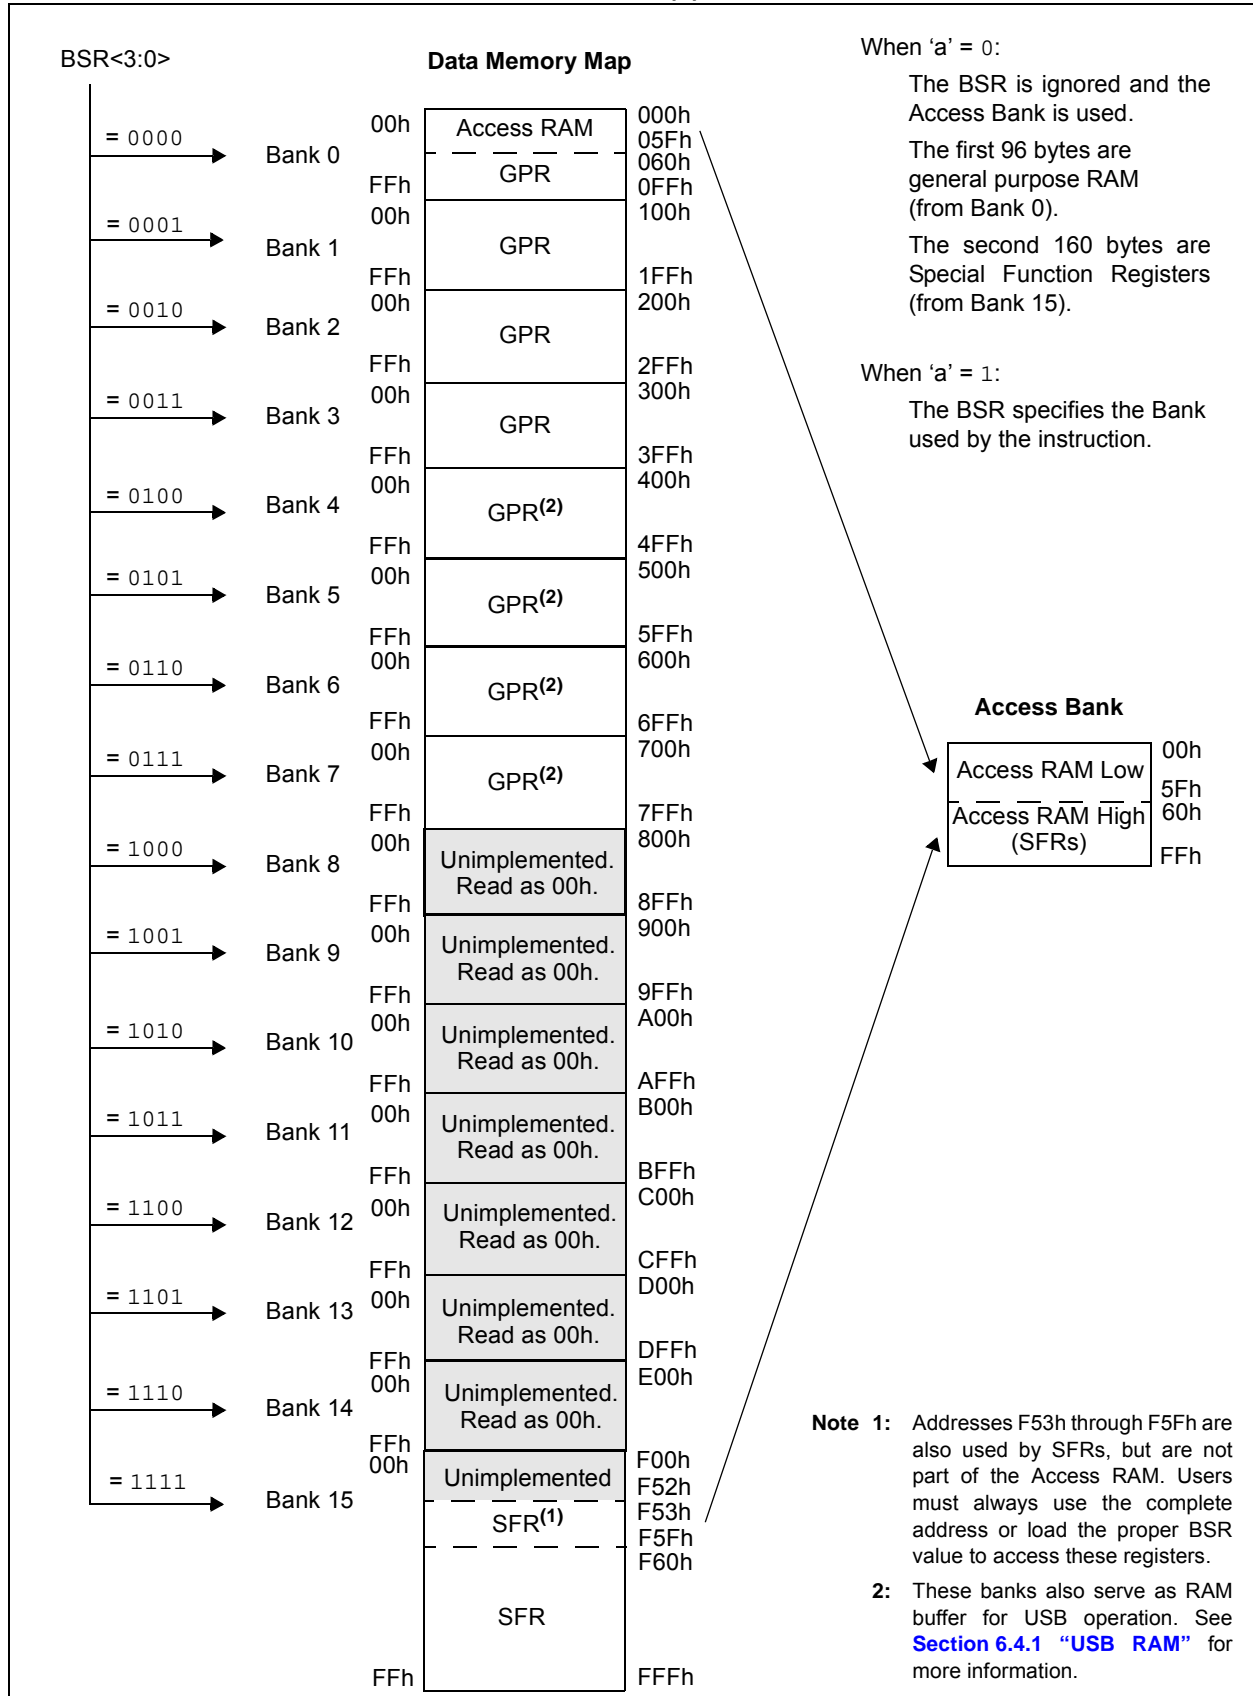 BSR<3:0>
Data Memory Map
When ‘a’ = 0:
The BSR is ignored and the
Access Bank is used.
The first 96 bytes are
general purpose RAM
(from Bank 0).
The second 160 bytes are
Special Function Registers
(from Bank 15).
When ‘a’ = 1:
The BSR specifies the Bank
used by the instruction.
= 0000
Bank 0
00h
Access RAM
000h
05Fh
060h
GPR
FFh
0FFh
= 0001
Bank 1
00h
GPR
100h
FFh
1FFh
= 0010
Bank 2
00h
GPR
200h
FFh
2FFh
= 0011
Bank 3
00h
GPR
300h
FFh
3FFh
= 0100
Bank 4
00h
GPR(2)
400h
FFh
4FFh
= 0101
Bank 5
00h
GPR(2)
500h
FFh
5FFh
= 0110
Bank 6
00h
GPR(2)
600h
FFh
6FFh
= 0111
Bank 7
00h
GPR(2)
700h
FFh
7FFh
= 1000
Bank 8
00h
Unimplemented.
Read as 00h.
800h
FFh
8FFh
= 1001
Bank 9
00h
Unimplemented.
Read as 00h.
900h
FFh
9FFh
= 1010
Bank 10
00h
Unimplemented.
Read as 00h.
A00h
FFh
AFFh
= 1011
Bank 11
00h
Unimplemented.
Read as 00h.
B00h
FFh
BFFh
= 1100
Bank 12
00h
Unimplemented.
Read as 00h.
C00h
FFh
CFFh
= 1101
Bank 13
00h
Unimplemented.
Read as 00h.
D00h
FFh
DFFh
= 1110
Bank 14
00h
Unimplemented.
Read as 00h.
E00h
FFh
= 1111
Bank 15
00h
Unimplemented
F00h
F52h
SFR(1)
F53h
F5Fh
F60h
SFR
FFh
FFFh
Access Bank
Access RAM Low
00h
5Fh
Access RAM High
(SFRs)
60h
FFh
Note 1: Addresses F53h through F5Fh are
also used by SFRs, but are not
part of the Access RAM. Users
must always use the complete
address or load the proper BSR
value to access these registers.
2: These banks also serve as RAM
buffer for USB operation. See
Section 6.4.1 “USB RAM” for
more information.